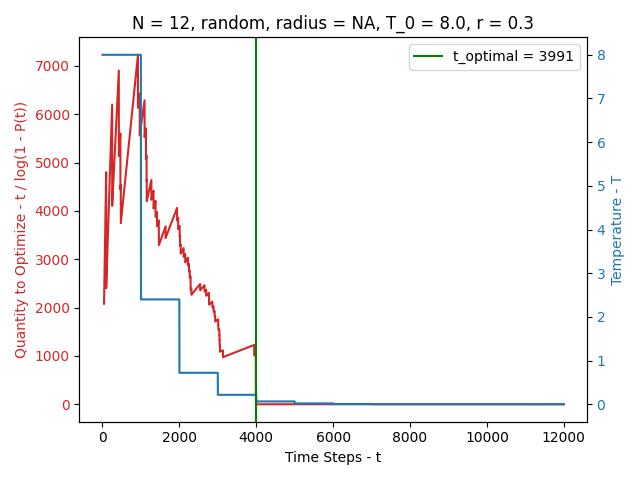 N = 12, random, radius = NA, T_0 = 8.0, r = 0.3
t_optimal = 3991
Quantity to Optimize - t / log(1 - P(t))
7000
6000
5000
4000
3000
2000
1000
0
8
7
6
5
4
3
2
1
0
Temperature - T
0 2000 4000 6000 8000 10000 12000
Time Steps - t